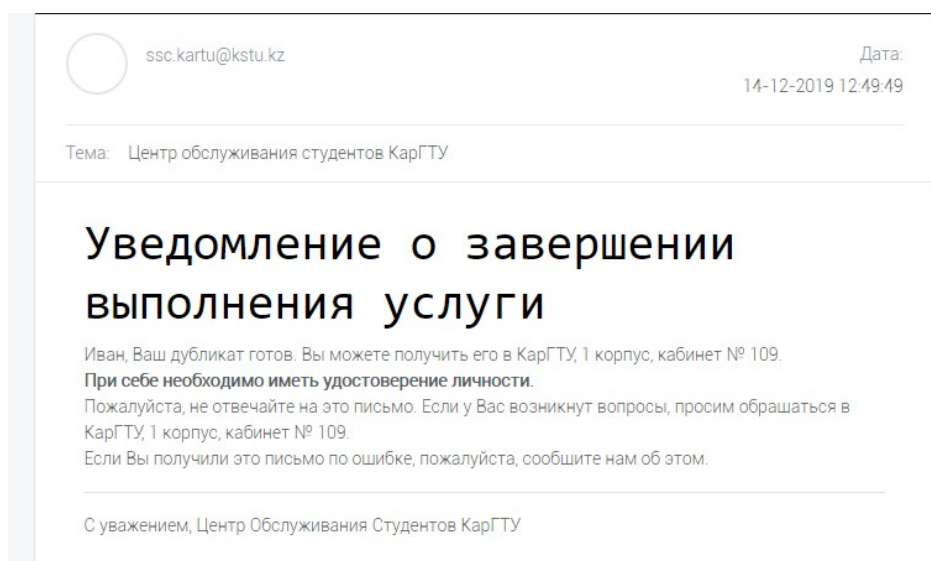 ssc.kartu@kstu.kz
Дата:
14-12-2019 12:49:49
Тема: Центр обслуживания студентов КарГТУ
Уведомление о завершении
выполнения услуги
Иван, Ваш дубликат готов. Вы можете получить его в КарГТУ, 1 корпус, кабинет № 109.
При себе необходимо иметь удостоверение личности.
Пожалуйста, не отвечайте на это письмо. Если у Вас возникнут вопросы, просим обращаться в
КарГТУ, 1 корпус, кабинет № 109.
Если Вы получили это письмо по ошибке, пожалуйста, сообщите нам об этом.
С уважением, Центр Обслуживания Студентов КарГТУ